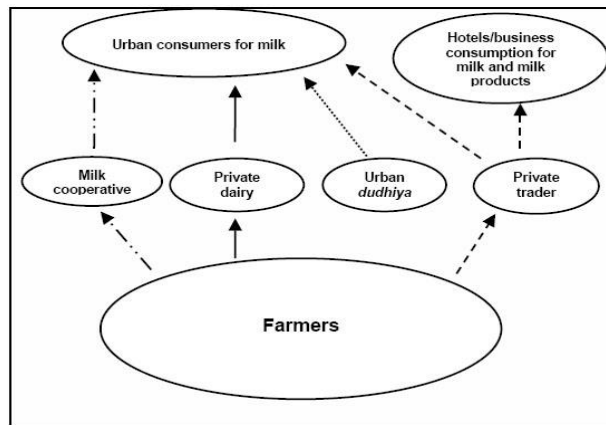 Urban consumers for milk
Hotels/business
consumption for
milk and milk
products
Milk
cooperative
Private
dairy
Urban
dudhiya
Private
trader
Farmers